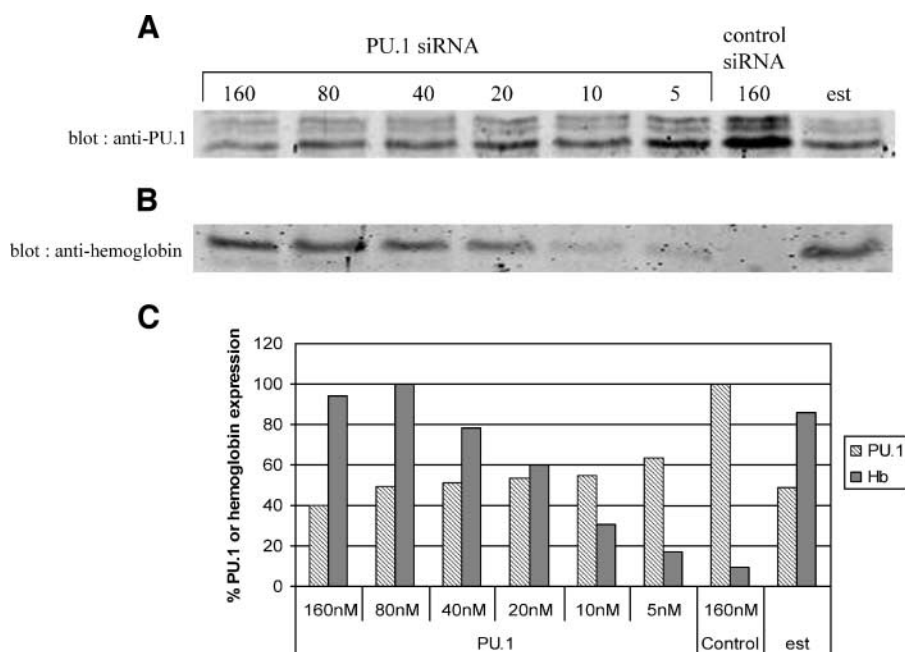 A
PU.1 siRNA
control
siRNA
160 80 40 20 10 5 160 est
blot : anti-PU.1
B
blot : anti-hemoglobin
C
% PU.1 or hemoglobin expression
120
100
80
60
40
20
0
160nM 80nM 40nM 20nM 10nM 5nM 160nM
PU.1 Control est
PU.1
Hb